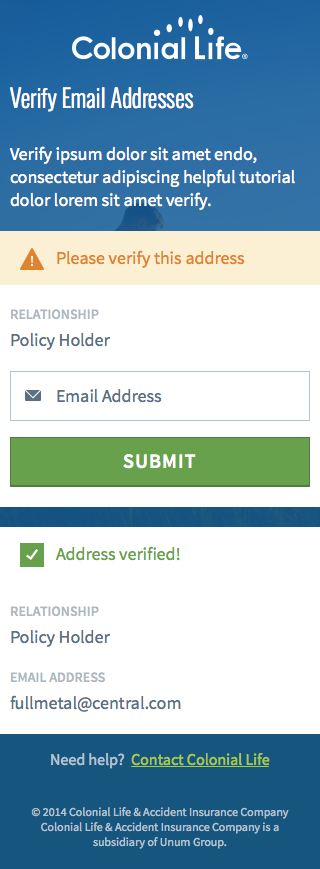 Colonial Life®
Verify Email Addresses
Verify ipsum dolor sit amet endo,
consectetur adipiscing helpful tutorial
dolor lorem sit amet verify.
Please verify this address
RELATIONSHIP
Policy Holder
Email Address
SUBMIT
Address verified!
RELATIONSHIP
Policy Holder
EMAIL ADDRESS
fullmetal@central.com
Need help? Contact Colonial Life
© 2014 Colonial Life & Accident Insurance Company
Colonial Life & Accident Insurance Company is a
subsidiary of Unum Group.